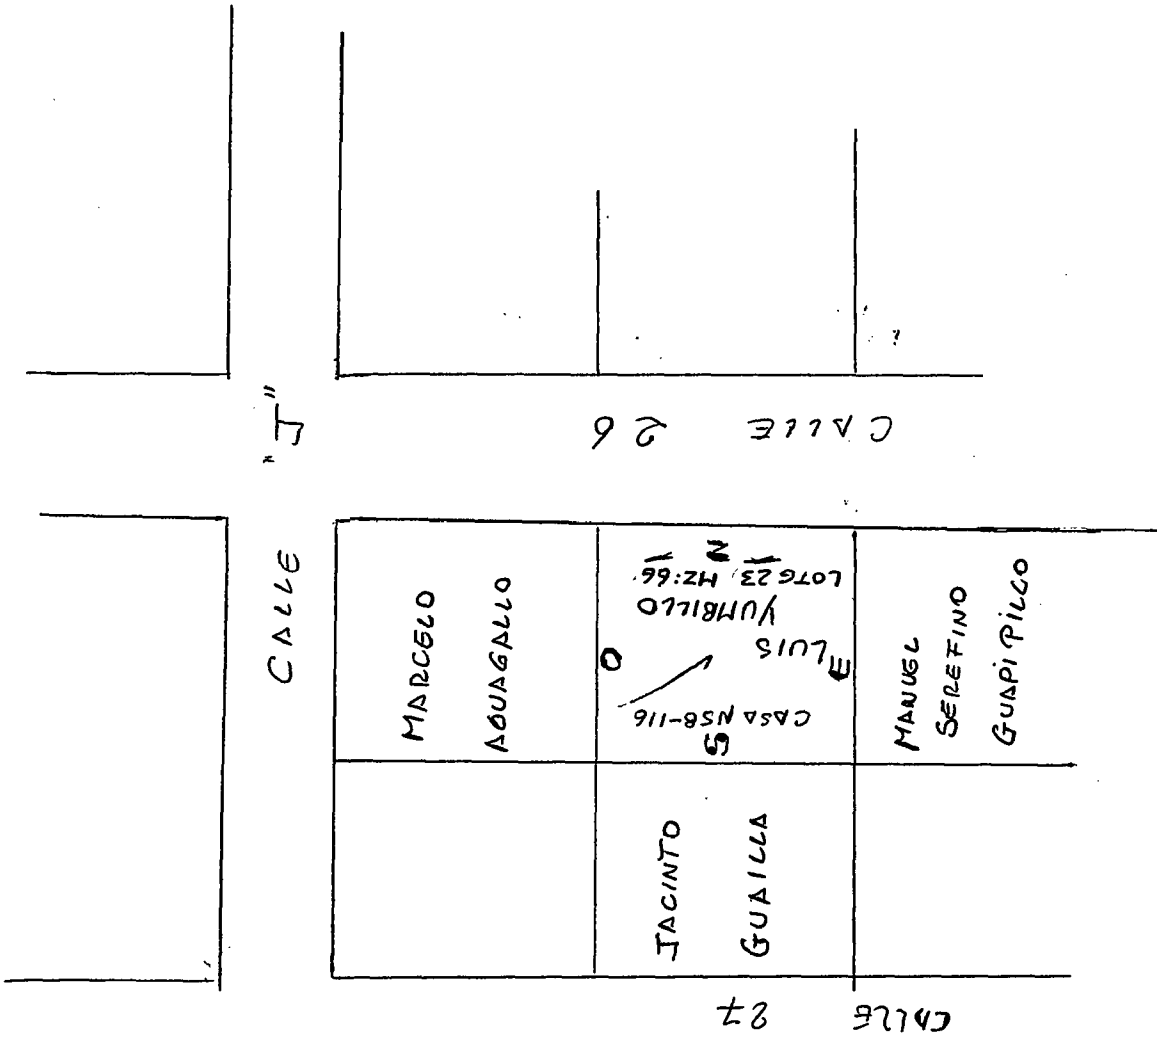 CALLE "J"
CALLE 26
MARCELO
AGUAGALLO
N
LOTE 23, MZ: 66
YUMBILLO
LUIS
O
E
CASA NSB-116
S
MANUEL
SEREFINO
GUAPI PILCO
JACINTO
GUAILLA
CALLE 27